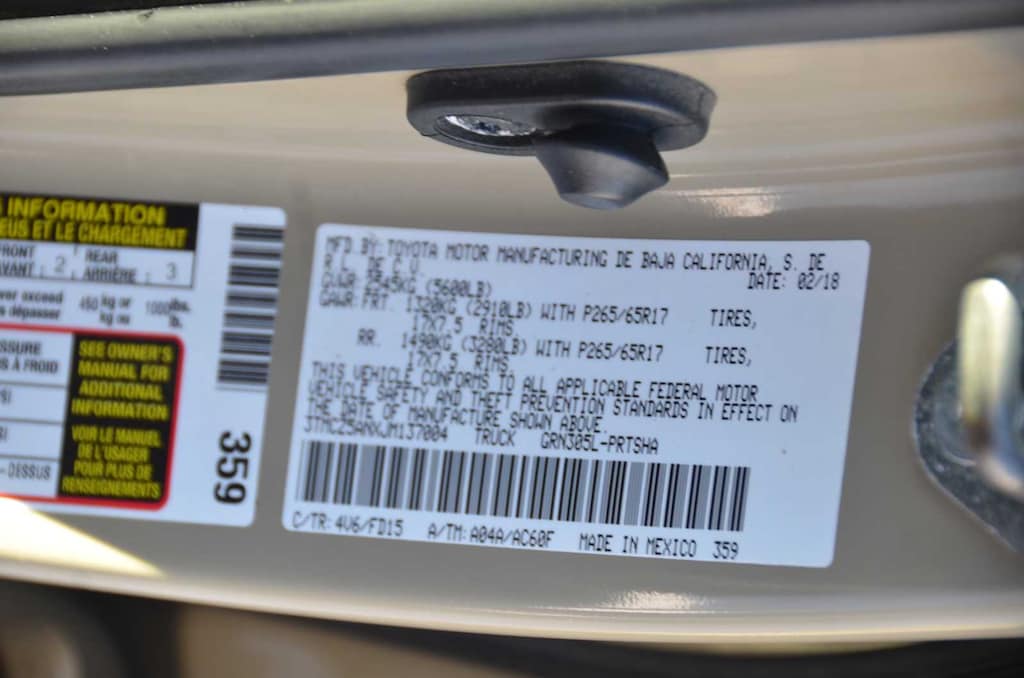 INFORMATION
EUS ET LE CHARGEMENT
FRONT
AVANT : 2
REAR
ARRIÈRE : 3
ver exceed
s dépasser
450 kg or
kg ou
1000 lbs.
lb.
SSURE
S À FROID
- DESSUS
SEE OWNER'S
MANUAL FOR
ADDITIONAL
INFORMATION
VOIR LE MANUEL
DE L'USAGER
POUR PLUS DE
RENSEIGNEMENTS
359
MFD. BY: TOYOTA MOTOR MANUFACTURING DE BAJA CALIFORNIA, S. DE
R.L. DE C.V. DATE: 02/18
GVWR: 2545KG (5600LB)
GAWR: FRT. 1320KG (2910LB) WITH P265/65R17 TIRES,
17X7.5 RIMS,
RR. 1490KG (3280LB) WITH P265/65R17 TIRES,
17X7.5 RIMS.
THIS VEHICLE CONFORMS TO ALL APPLICABLE FEDERAL MOTOR
VEHICLE SAFETY AND THEFT PREVENTION STANDARDS IN EFFECT ON
THE DATE OF MANUFACTURE SHOWN ABOVE.
3TMCZ5ANXJM137004 TRUCK GRN305L-PRTSHA
C/TR: 4V6/FD15 A/TM: A04A/AC60F MADE IN MEXICO 359